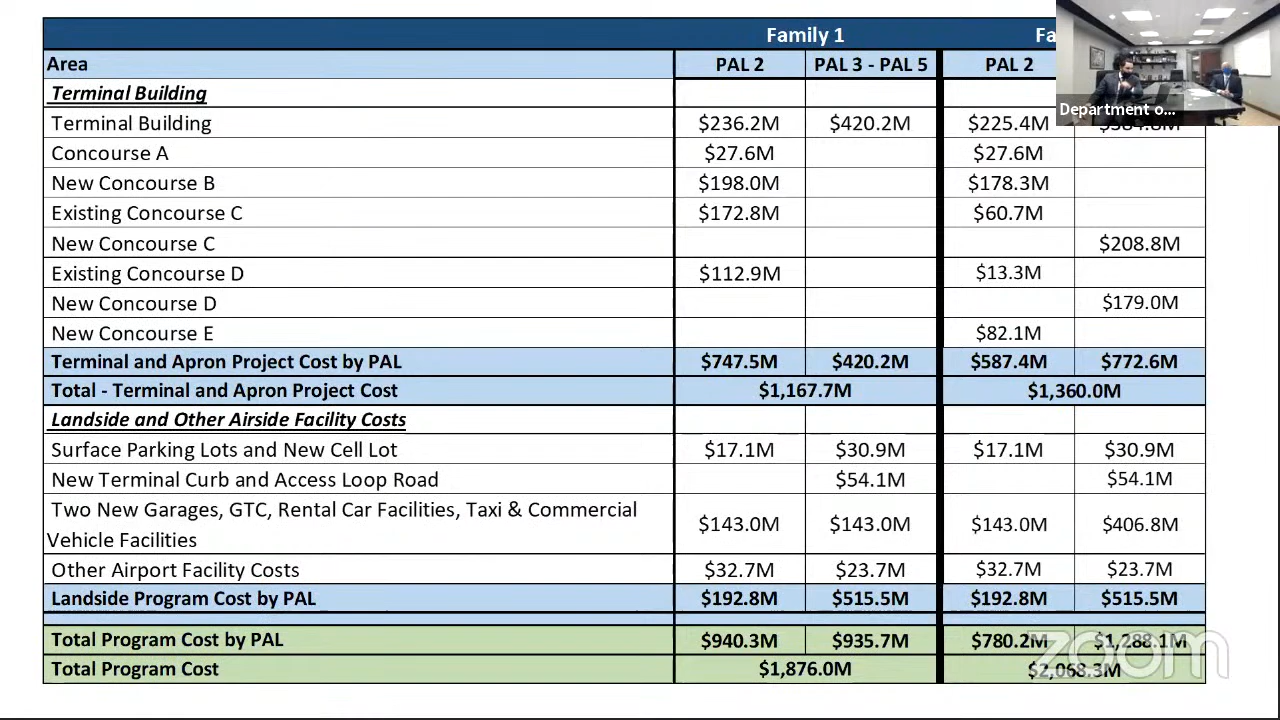 Family 1 Fa
Area PAL 2 PAL 3 - PAL 5 PAL 2
Department o...
Terminal Building
Terminal Building $236.2M $420.2M $225.4M
Concourse A $27.6M $27.6M
New Concourse B $198.0M $178.3M
Existing Concourse C $172.8M $60.7M
New Concourse C $208.8M
Existing Concourse D $112.9M $13.3M
New Concourse D $179.0M
New Concourse E $82.1M
Terminal and Apron Project Cost by PAL $747.5M $420.2M $587.4M $772.6M
Total - Terminal and Apron Project Cost $1,167.7M $1,360.0M
Landside and Other Airside Facility Costs
Surface Parking Lots and New Cell Lot $17.1M $30.9M $17.1M $30.9M
New Terminal Curb and Access Loop Road $54.1M $54.1M
Two New Garages, GTC, Rental Car Facilities, Taxi & Commercial
Vehicle Facilities $143.0M $143.0M $143.0M $406.8M
Other Airport Facility Costs $32.7M $23.7M $32.7M $23.7M
Landside Program Cost by PAL $192.8M $515.5M $192.8M $515.5M
Total Program Cost by PAL $940.3M $935.7M $780.2M $1,288.1M
Total Program Cost $1,876.0M $2,068.3M
zoom